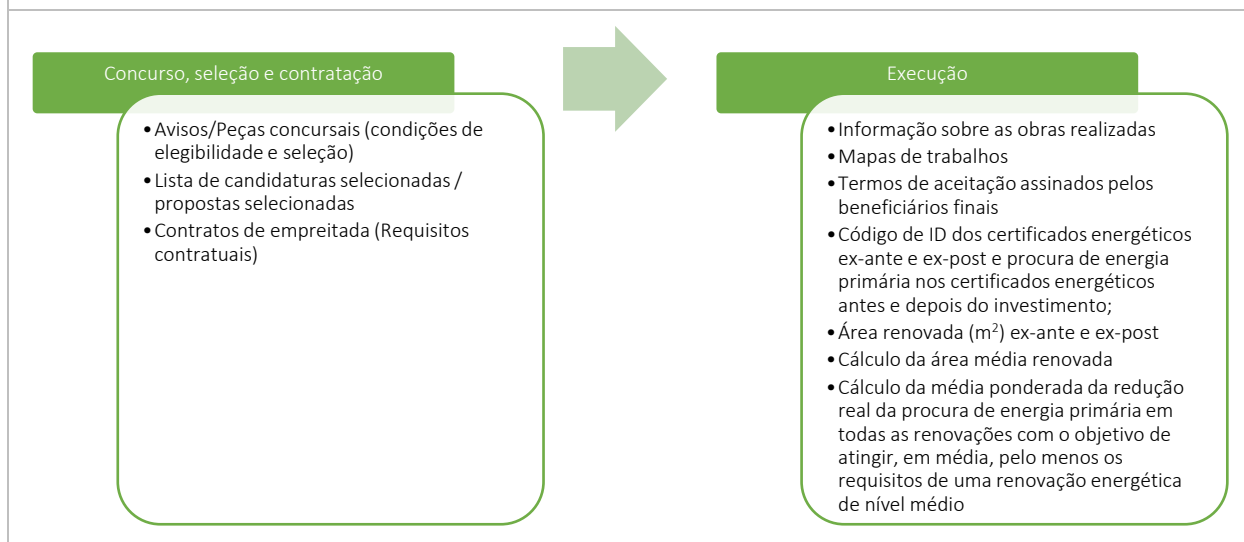 Concurso, seleção e contratação
•Avisos/Peças concursais (condições de
elegibilidade e seleção)
•Lista de candidaturas selecionadas /
propostas selecionadas
•Contratos de empreitada (Requisitos
contratuais)
Execução
•Informação sobre as obras realizadas
•Mapas de trabalhos
•Termos de aceitação assinados pelos
beneficiários finais
•Código de ID dos certificados energéticos
ex-ante e ex-post e procura de energia
primária nos certificados energéticos
antes e depois do investimento;
•Área renovada (m²) ex-ante e ex-post
•Cálculo da área média renovada
•Cálculo da média ponderada da redução
real da procura de energia primária em
todas as renovações com o objetivo de
atingir, em média, pelo menos os
requisitos de uma renovação energética
de nível médio